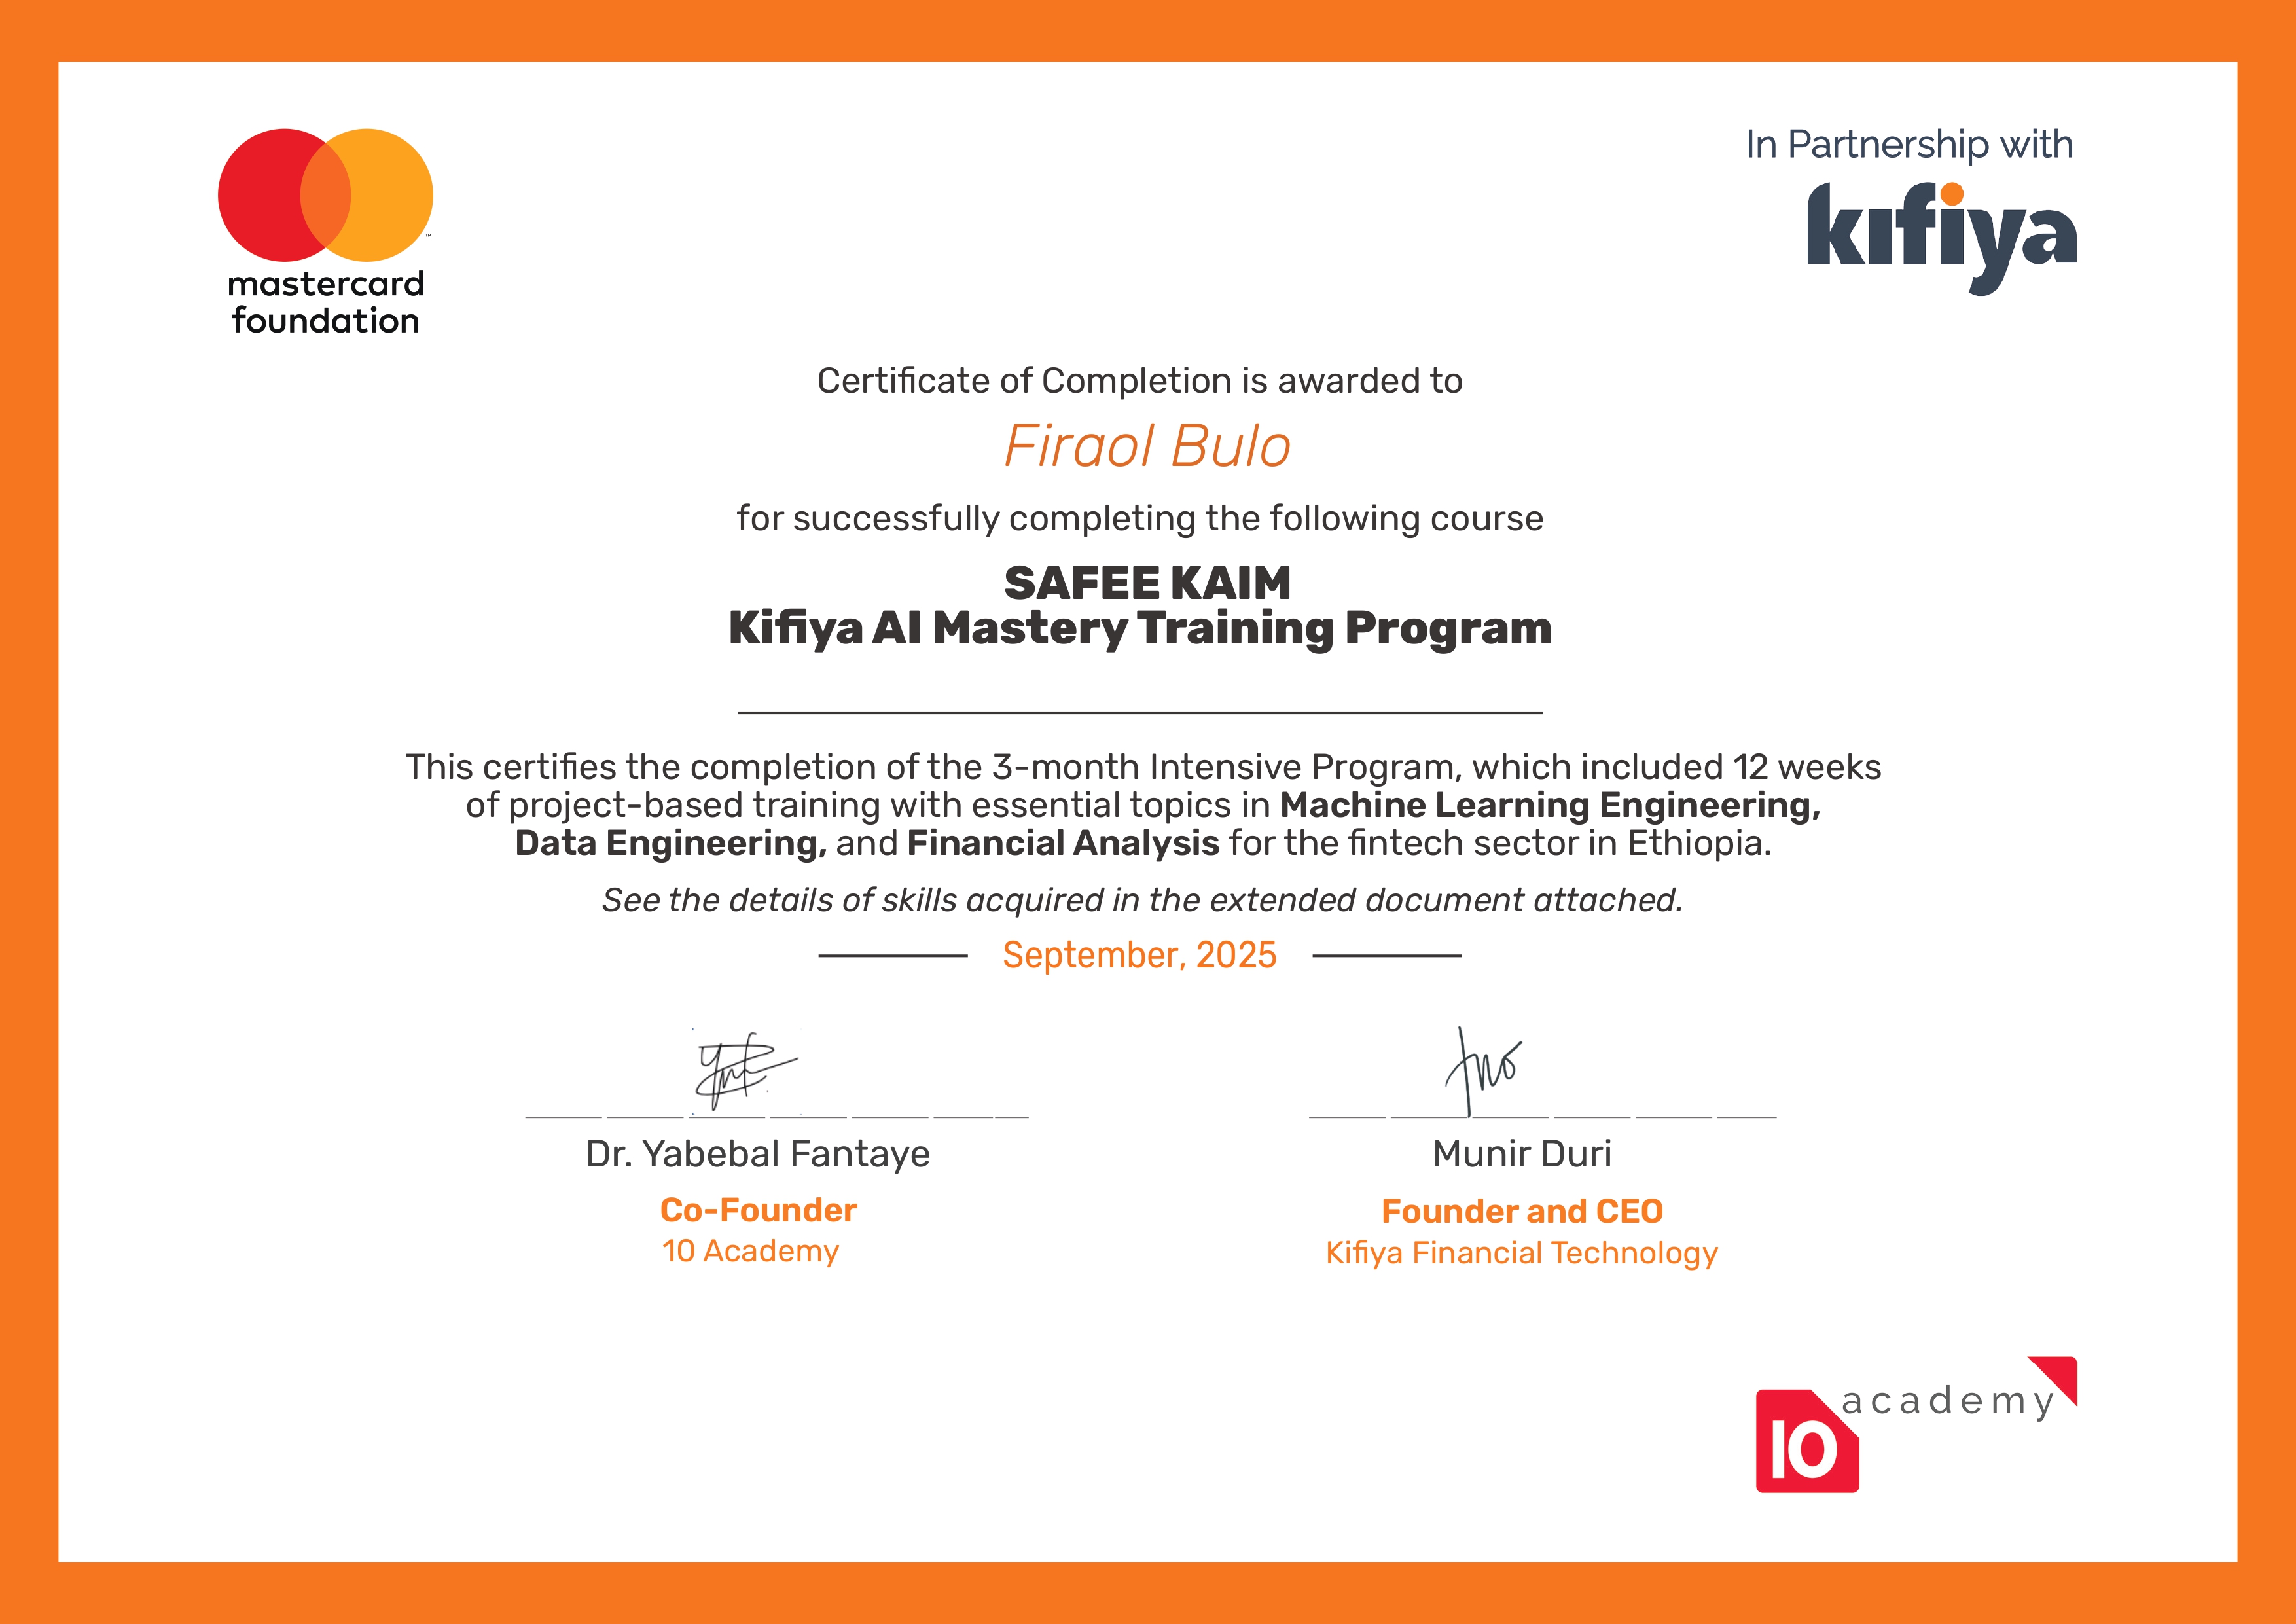 mastercard
foundation
In Partnership with
kifiya
Certificate of Completion is awarded to
Firaol Bulo
for successfully completing the following course
SAFEE KAIM
Kifiya AI Mastery Training Program
This certifies the completion of the 3-month Intensive Program, which included 12 weeks
of project-based training with essential topics in Machine Learning Engineering,
Data Engineering, and Financial Analysis for the fintech sector in Ethiopia.
See the details of skills acquired in the extended document attached.
September, 2025
Dr. Yabebal Fantaye
Co-Founder
10 Academy
Munir Duri
Founder and CEO
Kifiya Financial Technology
10 academy